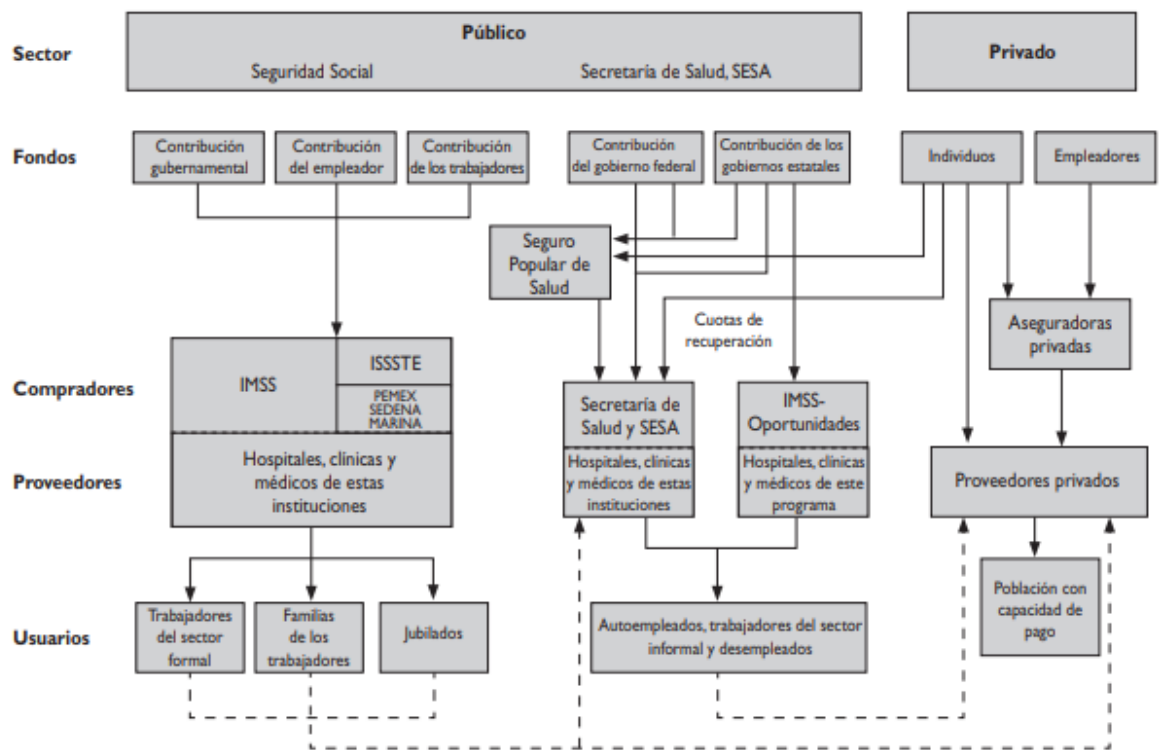 Sector
Público
Seguridad Social
Secretaría de Salud, SESA
Privado
Fondos
Contribución
gubernamental
Contribución
del empleador
Contribución
de los trabajadores
Contribución
del gobierno federal
Contribución de los
gobiernos estatales
Individuos
Empleadores
Seguro
Popular de
Salud
Cuotas de
recuperación
Aseguradoras
privadas
Compradores
IMSS
ISSSTE
PEMEX
SEDENA
MARINA
Secretaría de
Salud y SESA
IMSS-
Oportunidades
Proveedores
Hospitales, clínicas y
médicos de estas
instituciones
Hospitales, clínicas
y médicos de estas
instituciones
Hospitales, clínicas
y médicos de este
programa
Proveedores privados
Usuarios
Trabajadores
del sector
formal
Familias
de los
trabajadores
Jubilados
Autoempleados, trabajadores del sector
informal y desempleados
Población con
capacidad de
pago